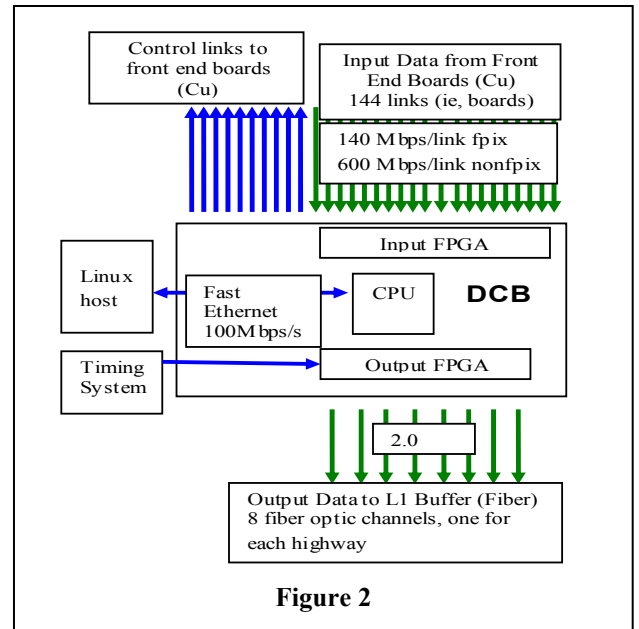 Control links to
front end boards
(Cu)
Input Data from Front
End Boards (Cu)
144 links (ie, boards)
140 Mbps/link fpix
600 Mbps/link nonfpix
Input FPGA
Linux
host
Fast
Ethernet
100Mbps/s
CPU
DCB
Timing
System
Output FPGA
2.0
Output Data to L1 Buffer (Fiber)
8 fiber optic channels, one for
each highway
Figure 2